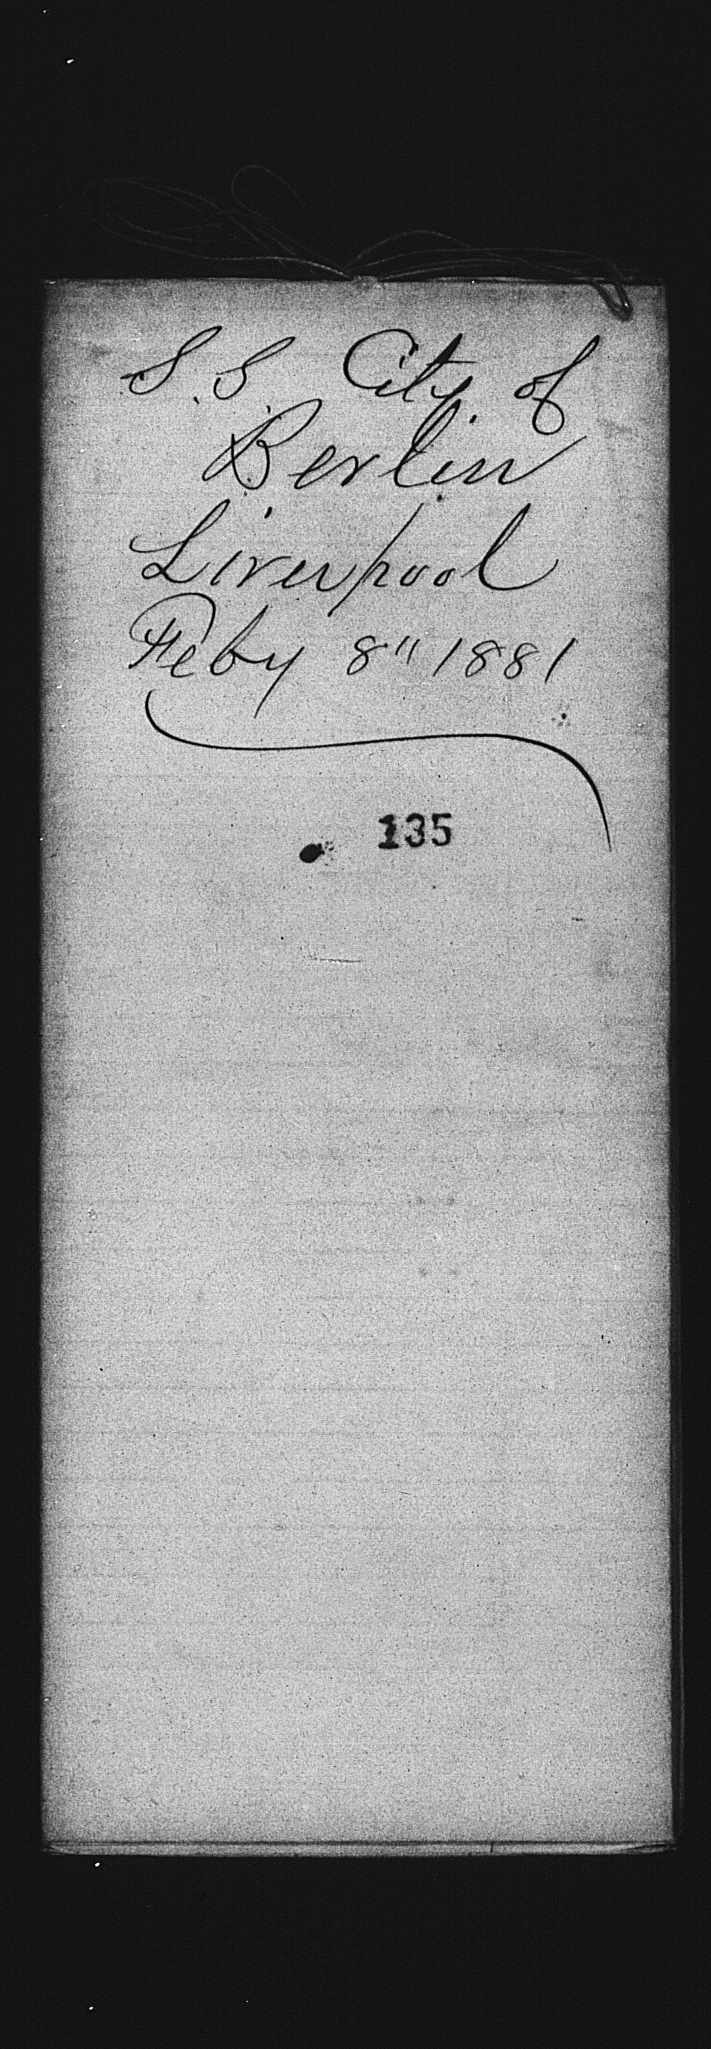 S.S. City of
Berlin
Liverpool
Feby 8" 1881
135